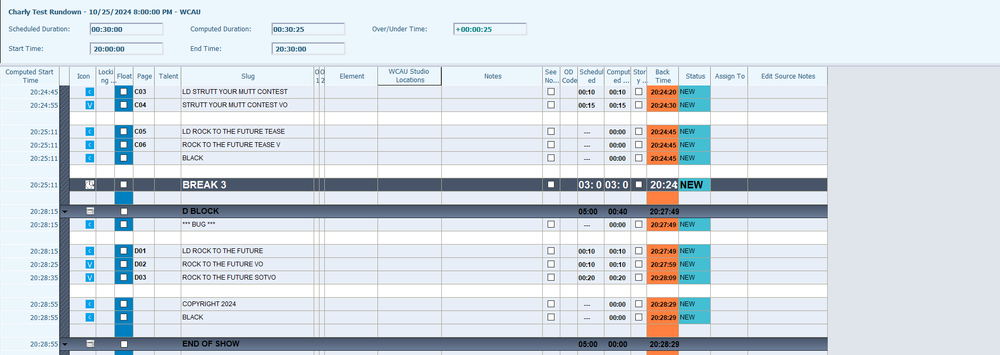 Charly Test Rundown - 10/25/2024 8:00:00 PM - WCAU
Scheduled Duration: 00:30:00 Computed Duration: 00:30:25 Over/Under Time: +00:00:25
Start Time: 20:00:00 End Time: 20:30:00
Computed Start Time Icon Locki ng ... Float Page Talent Slug O 1 O 2 Element WCAU Studio Locations Notes See No... OD Code Schedul ed Comput ed ... Stor y ... Back Time Status Assign To Edit Source Notes
20:24:45 C C03 LD STRUTT YOUR MUTT CONTEST 00:10 00:10 20:24:20 NEW
20:24:55 V C04 STRUTT YOUR MUTT CONTEST VO 00:15 00:15 20:24:30 NEW
20:25:11 C C05 LD ROCK TO THE FUTURE TEASE --- 00:00 20:24:45 NEW
20:25:11 C C06 ROCK TO THE FUTURE TEASE V --- 00:00 20:24:45 NEW
20:25:11 C BLACK --- 00:00 20:24:45 NEW
20:25:11 BREAK 3 03:0 03:0 20:24 NEW
20:28:15 D BLOCK 05:00 00:40 20:27:49
20:28:15 C *** BUG *** --- 00:00 20:27:49 NEW
20:28:15 C D01 LD ROCK TO THE FUTURE 00:10 00:10 20:27:49 NEW
20:28:25 V D02 ROCK TO THE FUTURE VO 00:10 00:10 20:27:59 NEW
20:28:35 V D03 ROCK TO THE FUTURE SOTVO 00:20 00:20 20:28:09 NEW
20:28:55 C COPYRIGHT 2024 --- 00:00 20:28:29 NEW
20:28:55 C BLACK --- 00:00 20:28:29 NEW
20:28:55 END OF SHOW 05:00 00:00 20:28:29